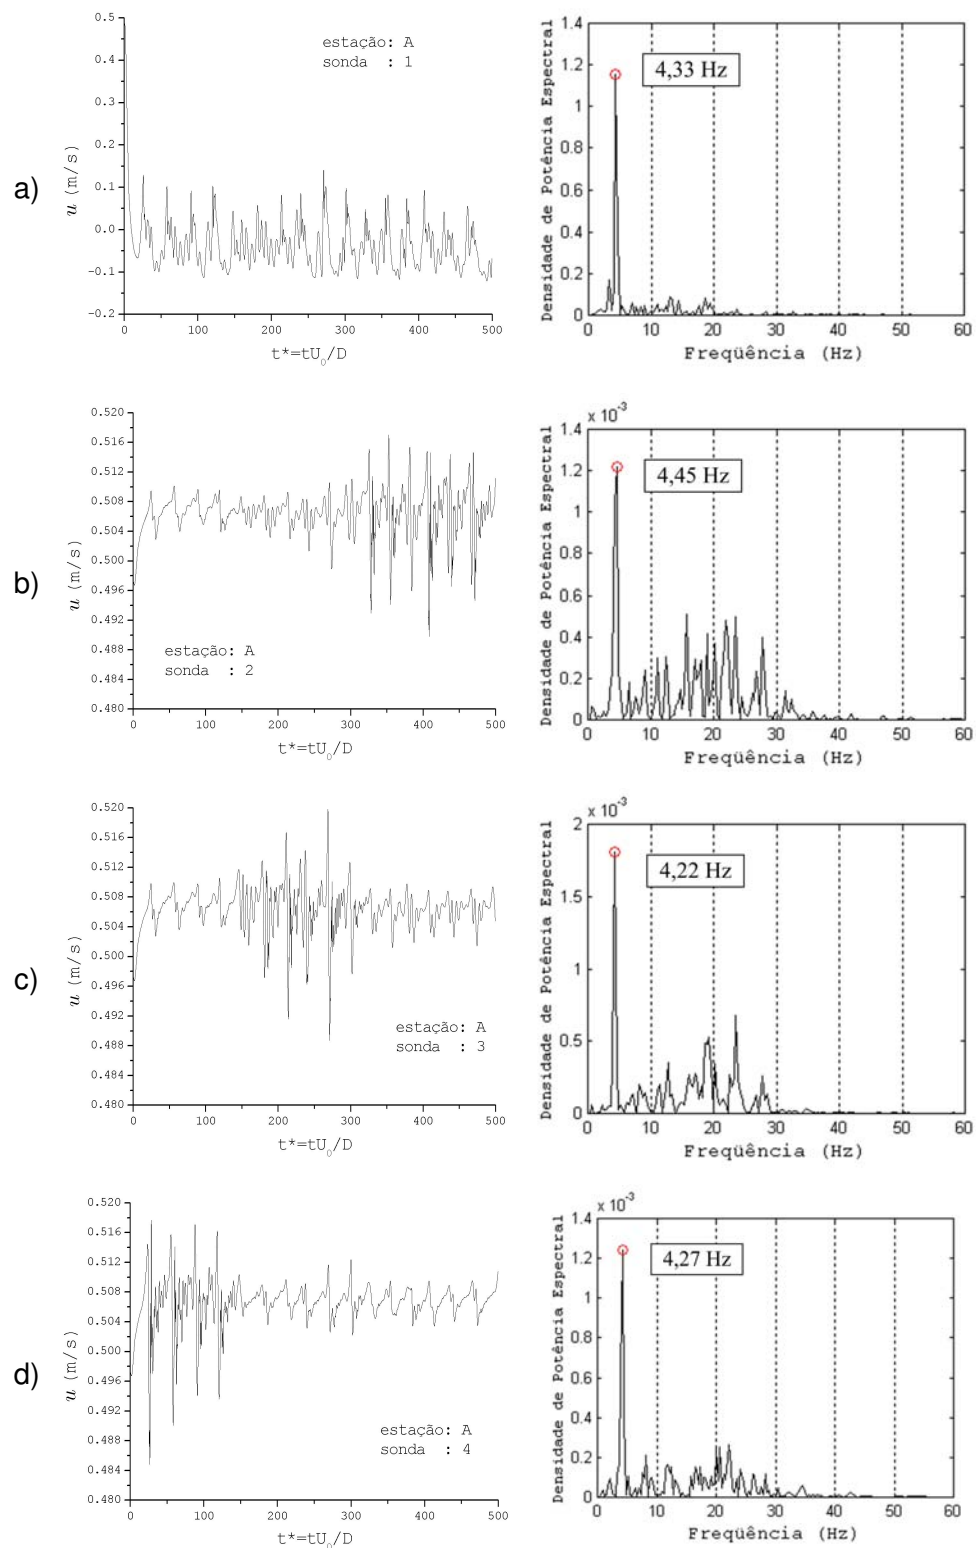 a)
0.5
0.4
0.3
0.2
0.1
0.0
-0.1
-0.2
u (m/s)
estação: A
sonda : 1
0 100 200 300 400 500
t*=tU0/D
1.4
1.2
1
0.8
0.6
0.4
0.2
0
Densidade de Potência Espectral
4,33 Hz
0 10 20 30 40 50 60
Freqüência (Hz)
b)
0.520
0.516
0.512
0.508
0.504
0.500
0.496
0.492
0.488
0.484
0.480
u (m/s)
estação: A
sonda : 2
0 100 200 300 400 500
t*=tU0/D
x 10-3
1.4
1.2
1
0.8
0.6
0.4
0.2
0
Densidade de Potência Espectral
4,45 Hz
0 10 20 30 40 50 60
Freqüência (Hz)
c)
0.520
0.516
0.512
0.508
0.504
0.500
0.496
0.492
0.488
0.484
0.480
u (m/s)
estação: A
sonda : 3
0 100 200 300 400 500
t*=tU0/D
x 10-3
2
1.5
1
0.5
0
Densidade de Potência Espectral
4,22 Hz
0 10 20 30 40 50 60
Freqüência (Hz)
d)
0.520
0.516
0.512
0.508
0.504
0.500
0.496
0.492
0.488
0.484
0.480
u (m/s)
estação: A
sonda : 4
0 100 200 300 400 500
t*=tU0/D
x 10-3
1.4
1.2
1
0.8
0.6
0.4
0.2
0
Densidade de Potência Espectral
4,27 Hz
0 10 20 30 40 50 60
Freqüência (Hz)